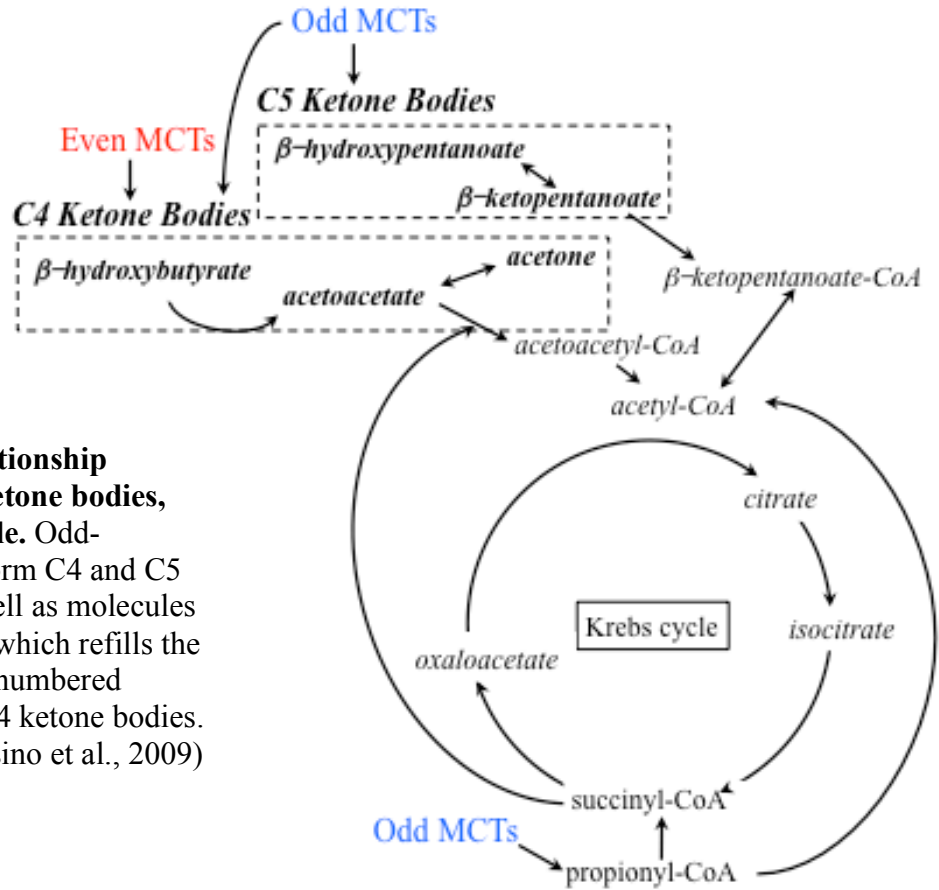 Odd MCTs
C5 Ketone Bodies
Even MCTs
β-hydroxypentanoate
β-ketopentanoate
C4 Ketone Bodies
β-hydroxybutyrate
acetone
acetoacetate
β-ketopentanoate-CoA
acetoacetyl-CoA
acetyl-CoA
citrate
isocitrate
Krebs cycle
oxaloacetate
succinyl-CoA
Odd MCTs
propionyl-CoA
tionship
etone bodies,
le. Odd-
orm C4 and C5
ell as molecules
which refills the
numbered
4 ketone bodies.
sino et al., 2009)